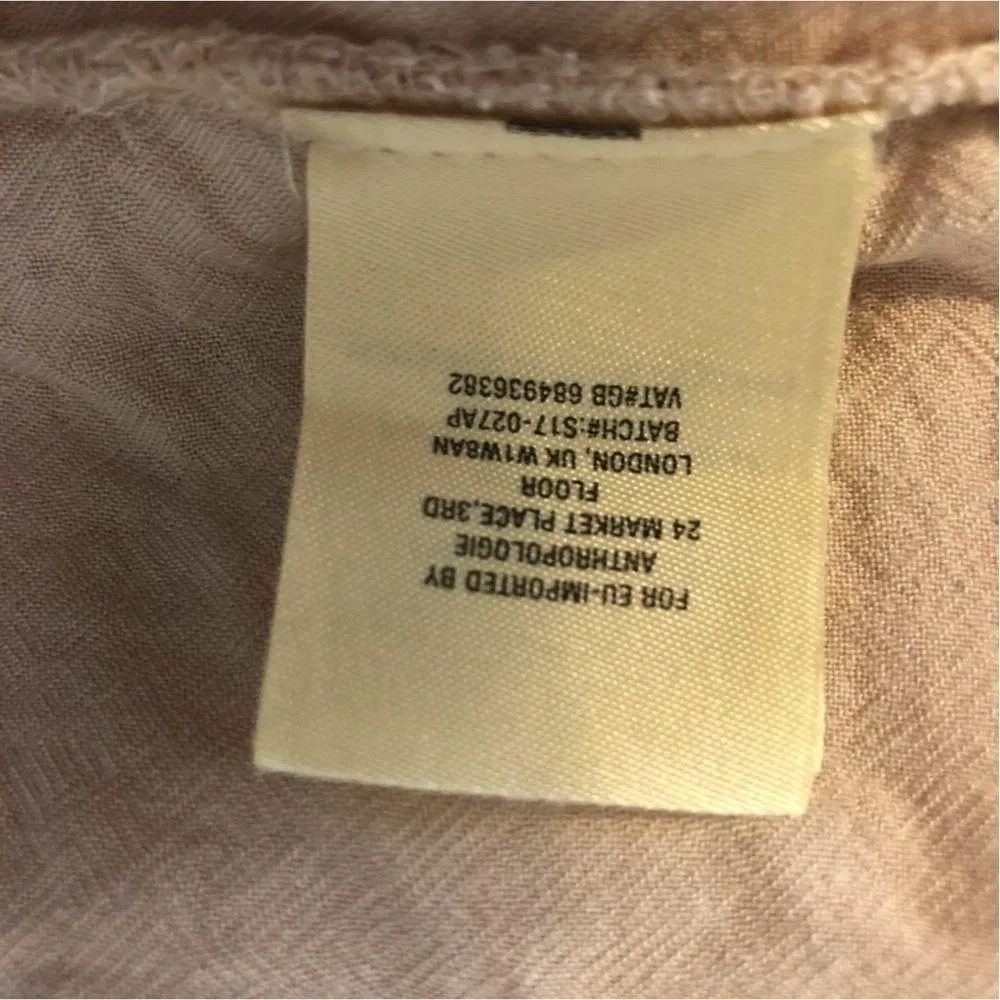 FOR EU-IMPORTED BY
ANTHROPOLOGIE
24 MARKET PLACE,3RD
FLOOR
LONDON, UK W1W8AN
BATCH#:S17-027AP
VAT#GB 684936382